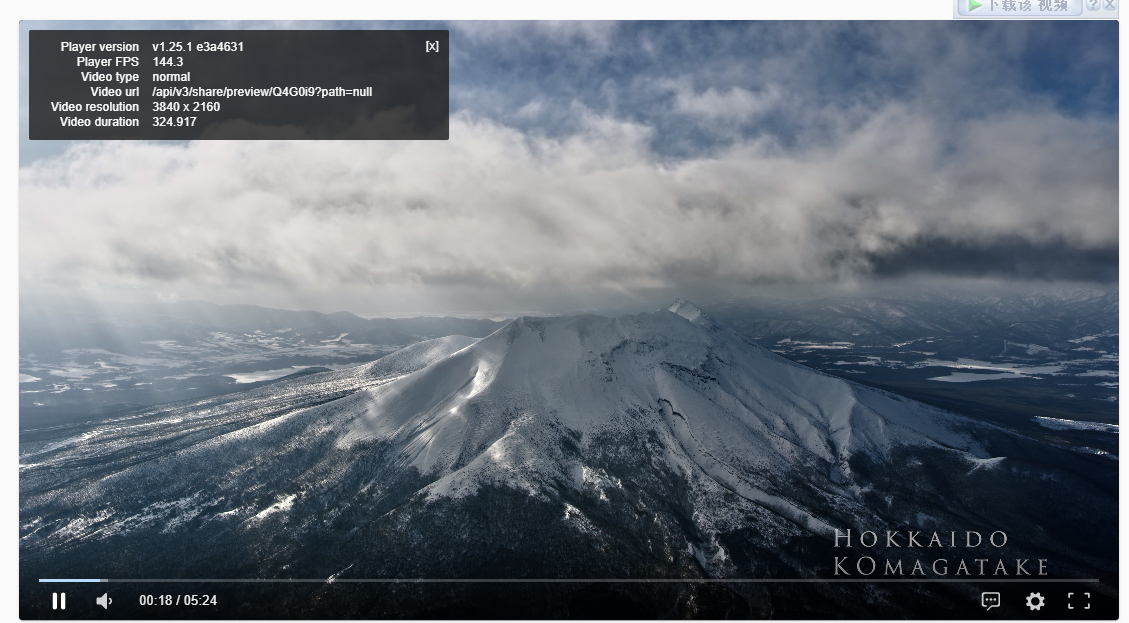 下载该 视频
Player version v1.25.1 e3a4631 [x]
Player FPS 144.3
Video type normal
Video url /api/v3/share/preview/Q4G0i9?path=null
Video resolution 3840 x 2160
Video duration 324.917
HOKKAIDO
KOMAGATAKE
00:18 / 05:24